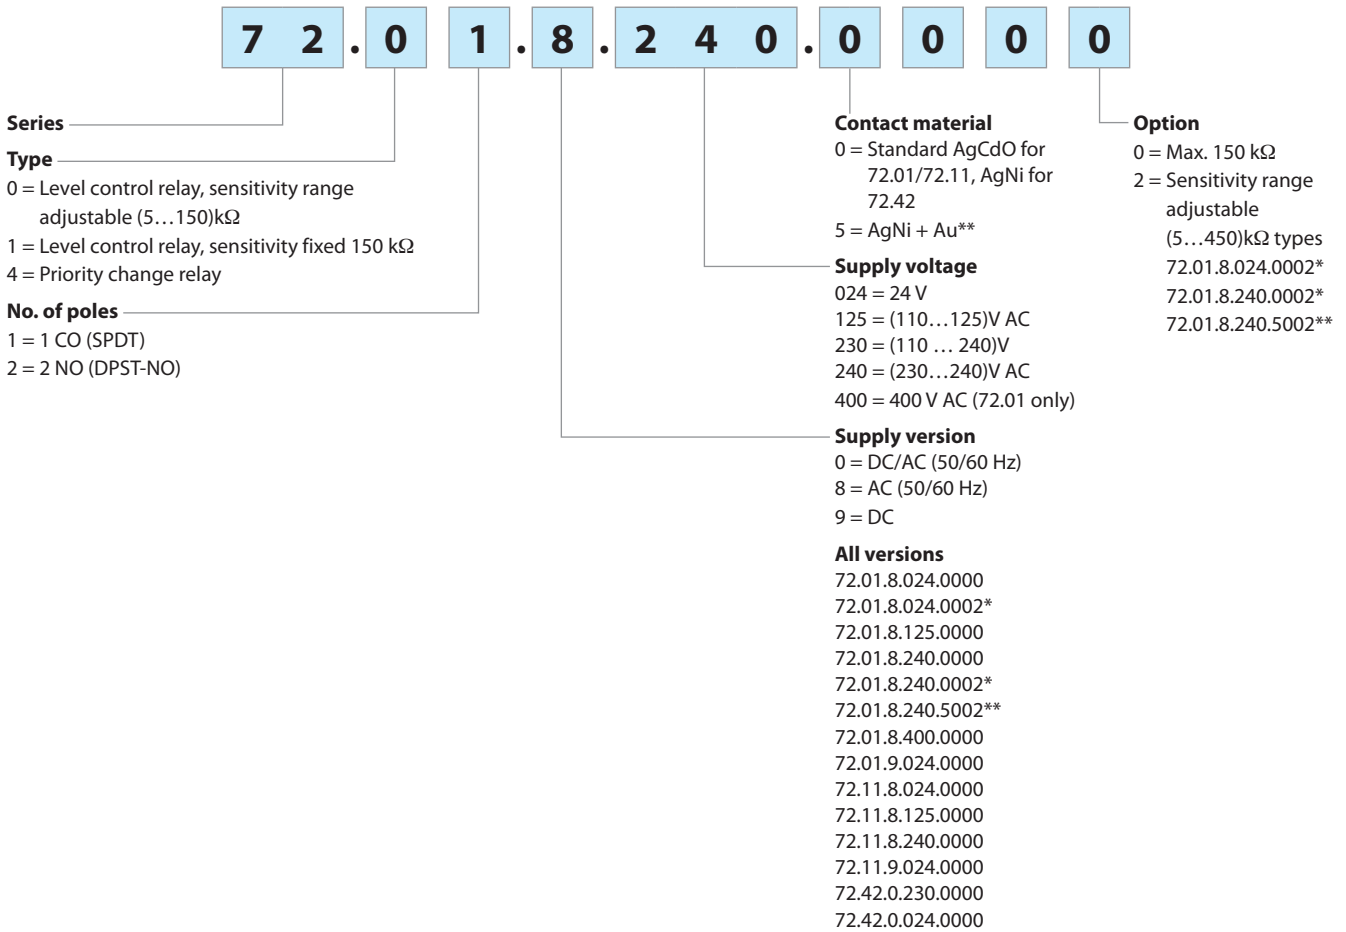 7 2 . 0 1 . 8 . 2 4 0 . 0 0 0 0
Series
Type
0 = Level control relay, sensitivity range
adjustable (5…150)kΩ
1 = Level control relay, sensitivity fixed 150 kΩ
4 = Priority change relay
No. of poles
1 = 1 CO (SPDT)
2 = 2 NO (DPST-NO)
Contact material
0 = Standard AgCdO for
72.01/72.11, AgNi for
72.42
5 = AgNi + Au**
Supply voltage
024 = 24 V
125 = (110…125)V AC
230 = (110 … 240)V
240 = (230…240)V AC
400 = 400 V AC (72.01 only)
Supply version
0 = DC/AC (50/60 Hz)
8 = AC (50/60 Hz)
9 = DC
All versions
72.01.8.024.0000
72.01.8.024.0002*
72.01.8.125.0000
72.01.8.240.0000
72.01.8.240.0002*
72.01.8.240.5002**
72.01.8.400.0000
72.01.9.024.0000
72.11.8.024.0000
72.11.8.125.0000
72.11.8.240.0000
72.11.9.024.0000
72.42.0.230.0000
72.42.0.024.0000
Option
0 = Max. 150 kΩ
2 = Sensitivity range
adjustable
(5…450)kΩ types
72.01.8.024.0002*
72.01.8.240.0002*
72.01.8.240.5002**